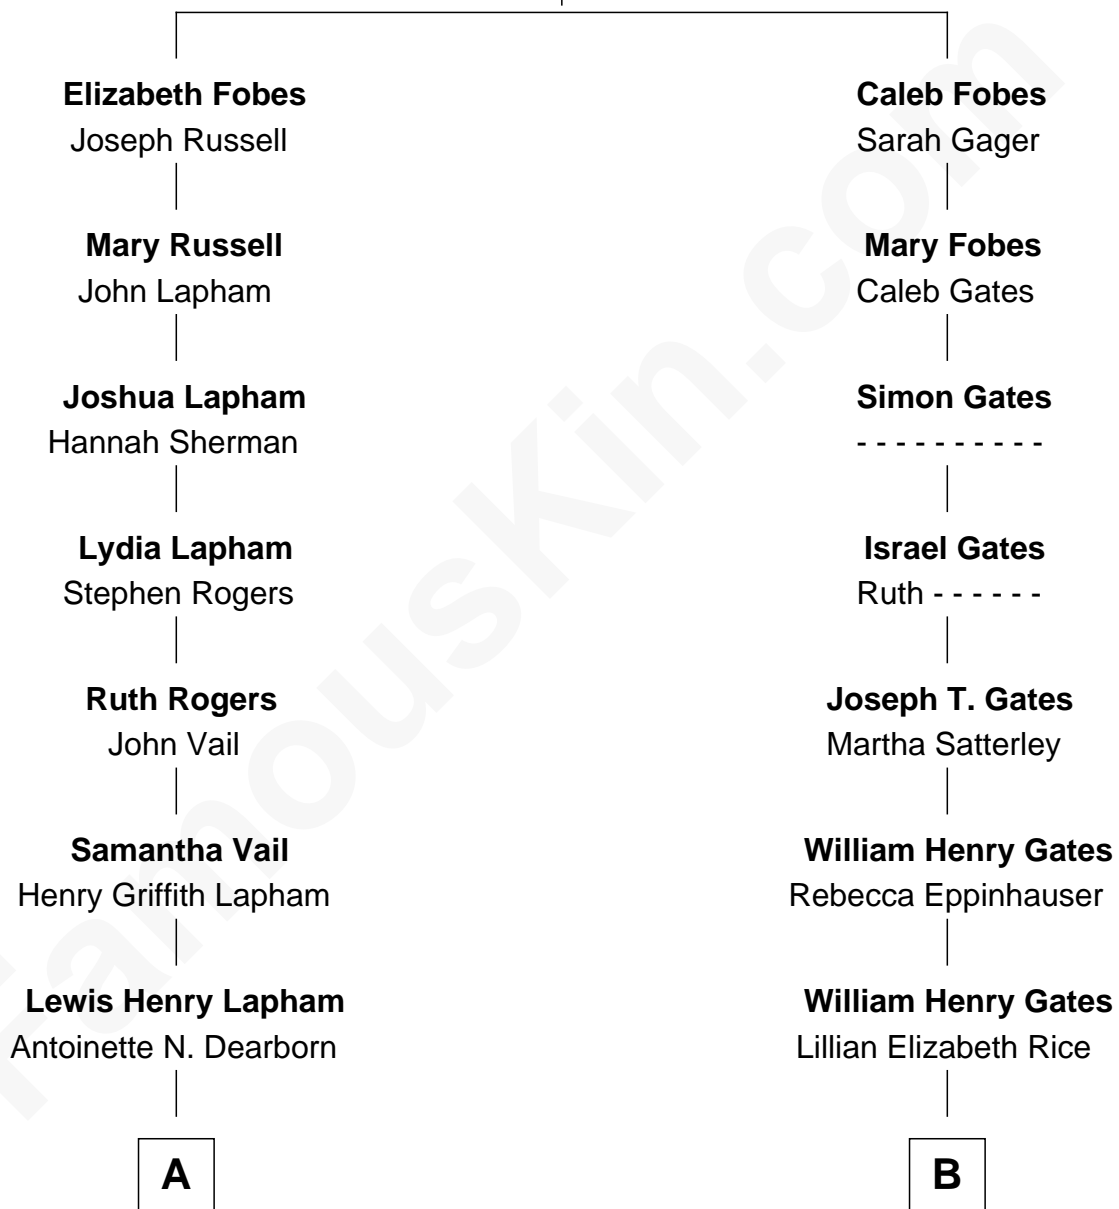 Elizabeth Fobes
Joseph Russell
Mary Russell
John Lapham
Joshua Lapham
Hannah Sherman
Lydia Lapham
Stephen Rogers
Ruth Rogers
John Vail
Samantha Vail
Henry Griffith Lapham
Lewis Henry Lapham
Antoinette N. Dearborn
A
Caleb Fobes
Sarah Gager
Mary Fobes
Caleb Gates
Simon Gates
- - - - - - - - - -
Israel Gates
Ruth - - - - - -
Joseph T. Gates
Martha Satterley
William Henry Gates
Rebecca Eppinhauser
William Henry Gates
Lillian Elizabeth Rice
B
FamousKin.com